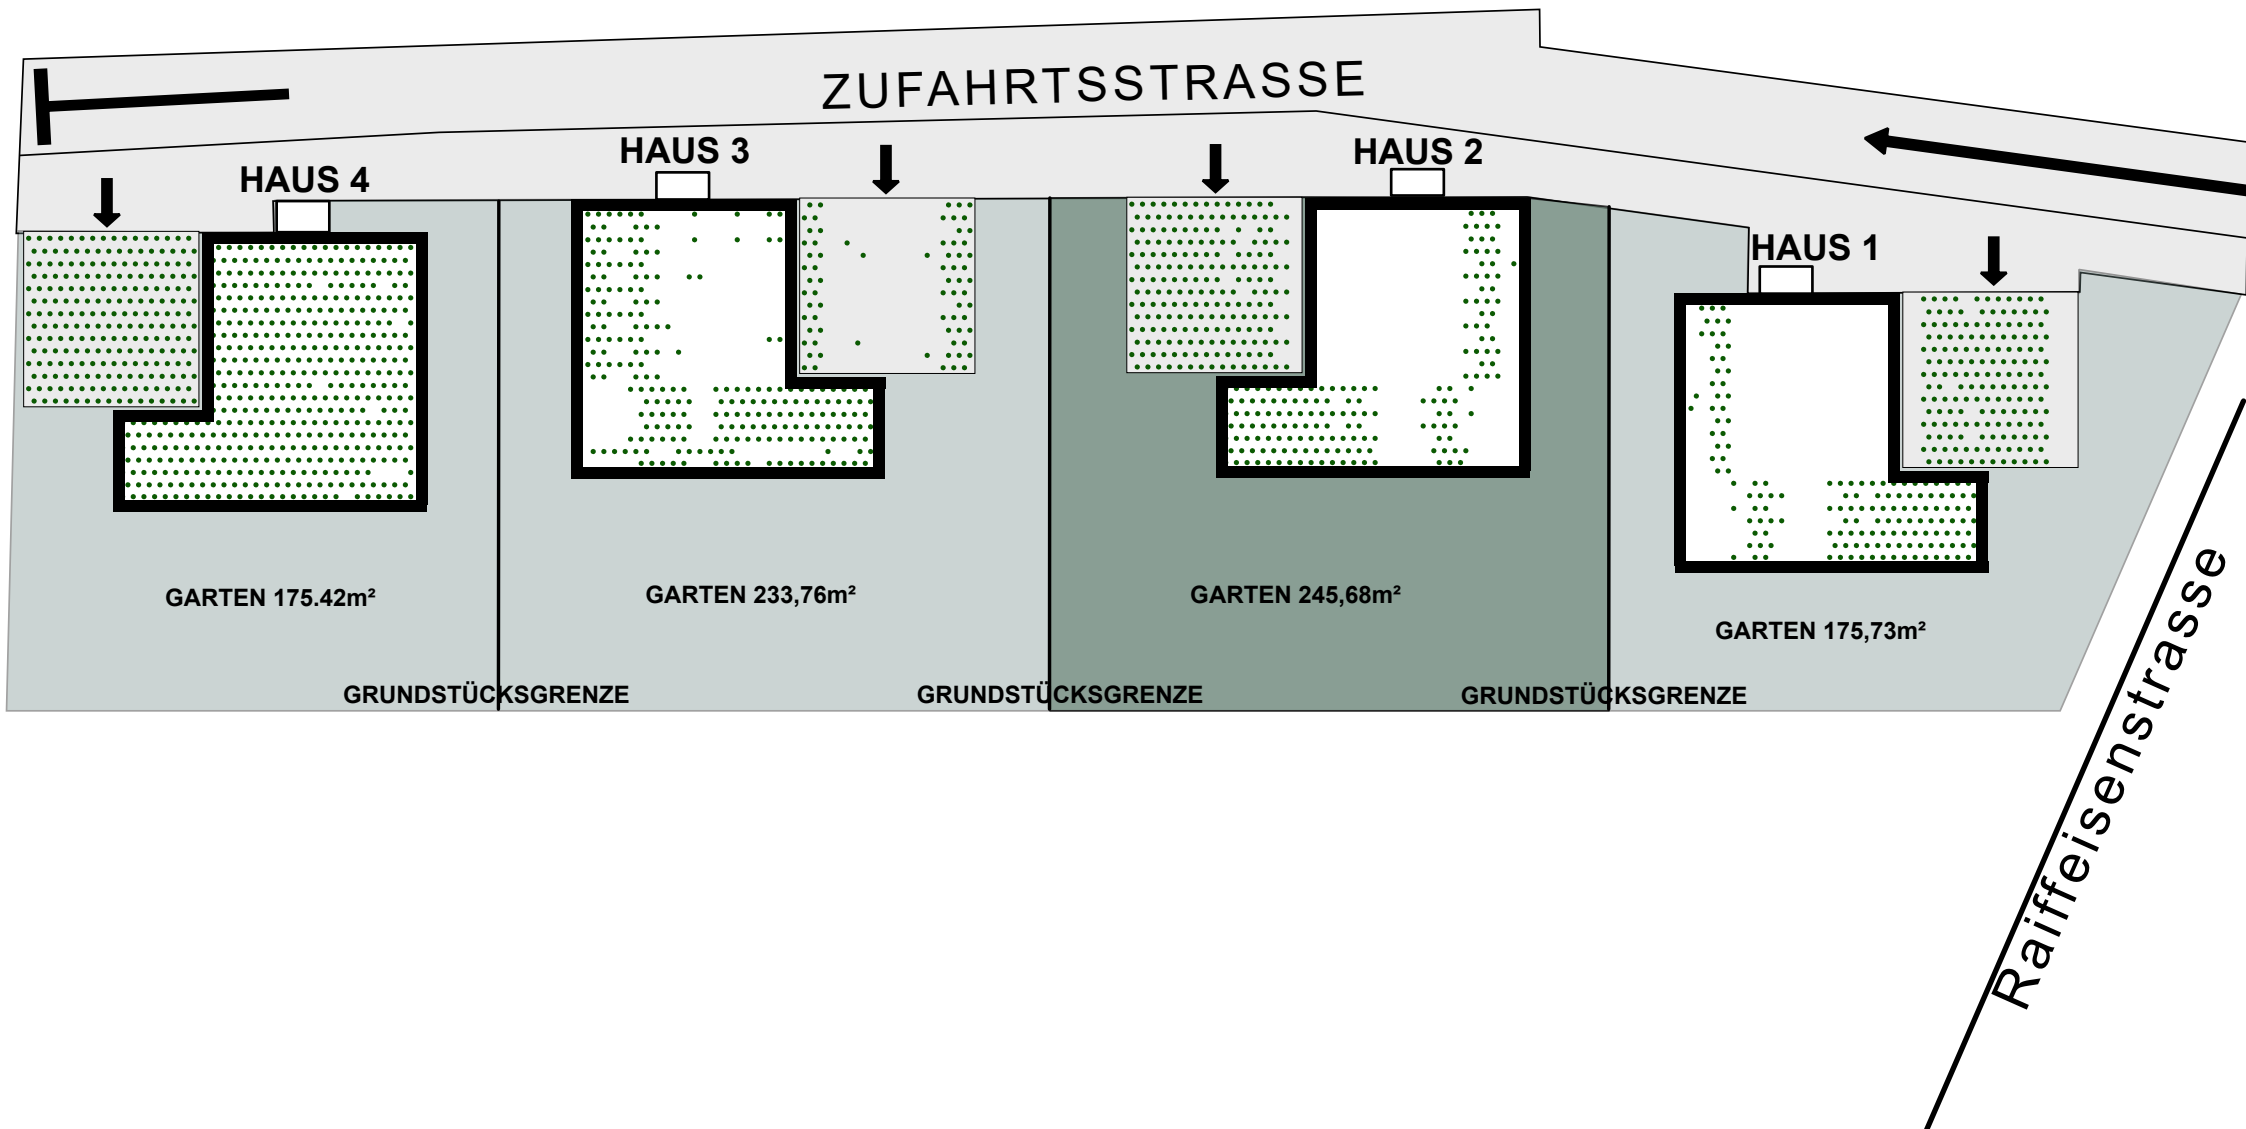 ZUFAHRTSSTRASSE
HAUS 4
HAUS 3
HAUS 2
HAUS 1
GARTEN 175.42m²
GARTEN 233,76m²
GARTEN 245,68m²
GARTEN 175,73m²
GRUNDSTÜCKSGRENZE
GRUNDSTÜCKSGRENZE
GRUNDSTÜCKSGRENZE
Raiffeisenstrasse